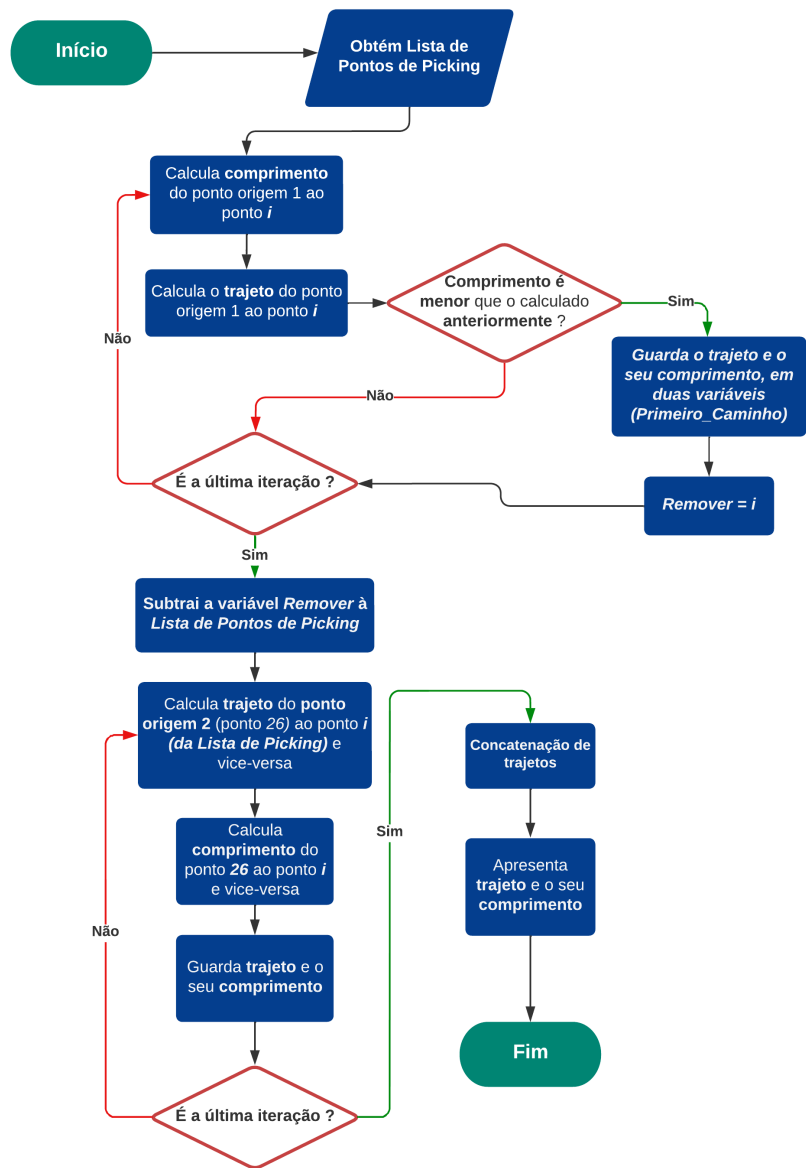 Início
Obtém Lista de
Pontos de Picking
Calcula comprimento
do ponto origem 1 ao
ponto i
Calcula o trajeto do ponto
origem 1 ao ponto i
Comprimento é
menor que o calculado
anteriormente ?
Sim
Não
Guarda o trajeto e o
seu comprimento, em
duas variáveis
(Primeiro_Caminho)
Não
É a última iteração ?
Remover = i
Sim
Subtrai a variável Remover à
Lista de Pontos de Picking
Calcula trajeto do ponto
origem 2 (ponto 26) ao ponto i
(da Lista de Picking) e
vice-versa
Concatenação de
trajetos
Calcula
comprimento do
ponto 26 ao ponto i
e vice-versa
Sim
Apresenta
trajeto e o seu
comprimento
Não
Guarda trajeto e o
seu comprimento
Fim
É a última iteração ?